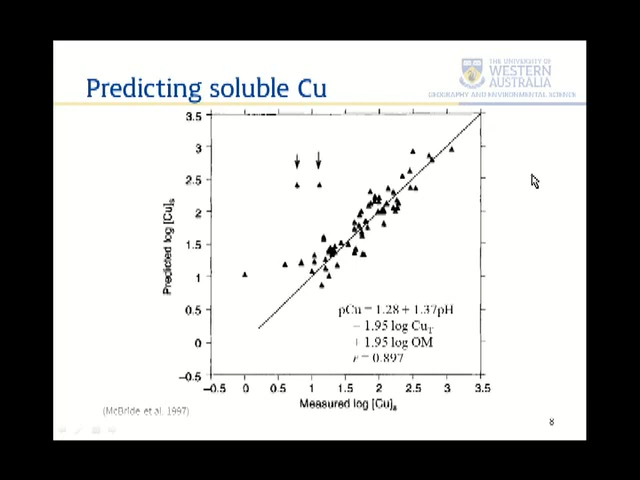 Predicting soluble Cu
THE UNIVERSITY OF
WESTERN
AUSTRALIA
GEOGRAPHY AND ENVIRONMENTAL SCIENCE
3.5
3
2.5
2
1.5
1
0.5
0
−0.5
Predicted log [Cu]s
pCu = 1.28 + 1.37pH
− 1.95 log CuT
+ 1.95 log OM
r = 0.897
−0.5 0 0.5 1 1.5 2 2.5 3 3.5
Measured log [Cu]s
(McBride et al. 1997)
8